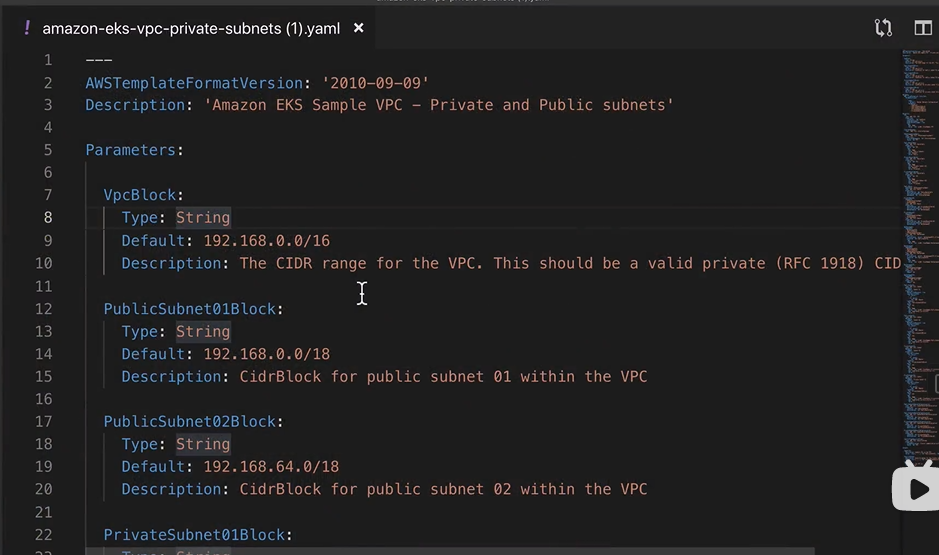 amazon-eks-vpc-private-subnets (1).yaml
1 ---
2 AWSTemplateFormatVersion: '2010-09-09'
3 Description: 'Amazon EKS Sample VPC - Private and Public subnets'
4
5 Parameters:
6
7 VpcBlock:
8 Type: String
9 Default: 192.168.0.0/16
10 Description: The CIDR range for the VPC. This should be a valid private (RFC 1918) CID
11
12 PublicSubnet01Block:
13 Type: String
14 Default: 192.168.0.0/18
15 Description: CidrBlock for public subnet 01 within the VPC
16
17 PublicSubnet02Block:
18 Type: String
19 Default: 192.168.64.0/18
20 Description: CidrBlock for public subnet 02 within the VPC
21
22 PrivateSubnet01Block: